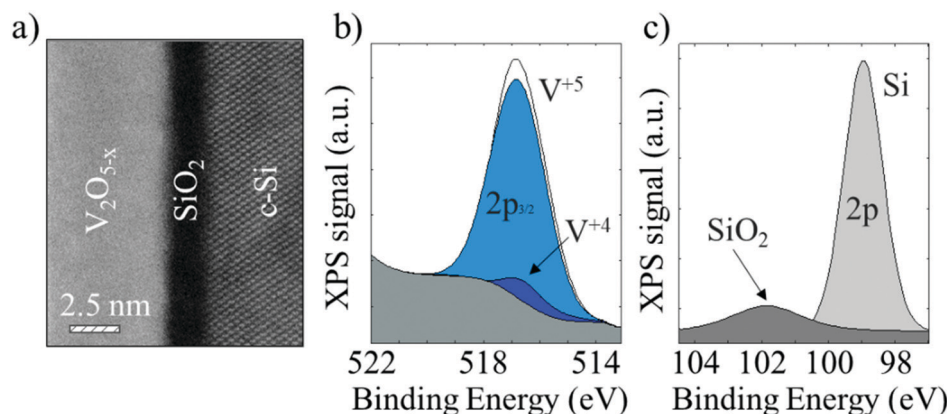 a)
V₂O₅₋ₓ
SiO₂
c-Si
2.5 nm
b)
XPS signal (a.u.)
V⁺⁵
2p₃/₂
V⁺⁴
522 518 514
Binding Energy (eV)
c)
XPS signal (a.u.)
Si
2p
SiO₂
104 102 100 98
Binding Energy (eV)